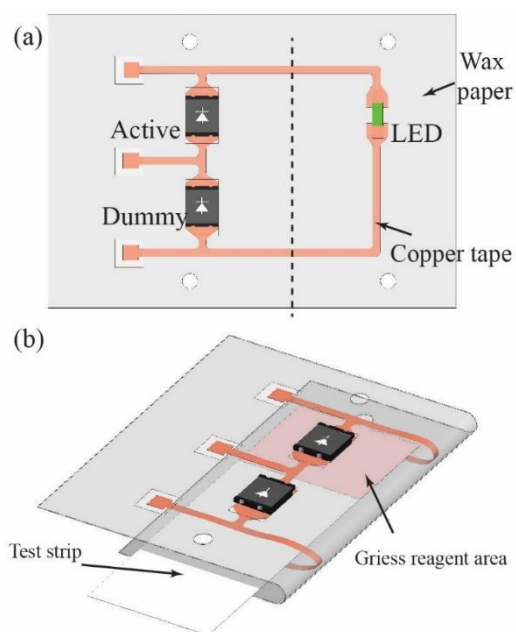 (a)
Wax
paper
Active
LED
Dummy
Copper tape
(b)
Test strip
Griess reagent area